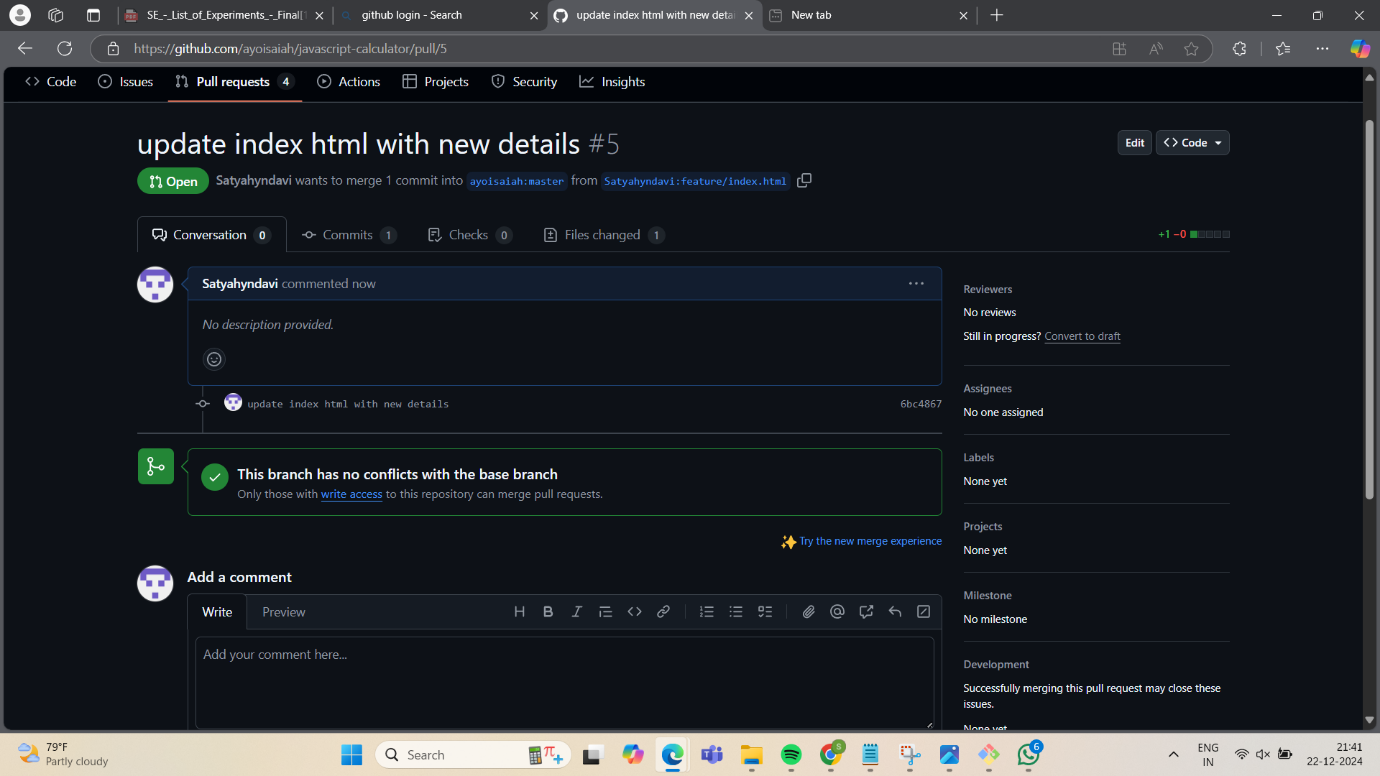 SE_-_List_of_Experiments_-_Final[1
github login - Search
update index html with new deta
New tab
https://github.com/ayoisaiah/javascript-calculator/pull/5
Code
Issues
Pull requests 4
Actions
Projects
Security
Insights
update index html with new details #5
Edit
Code
Open
Satyahyndavi wants to merge 1 commit into ayoisaiah:master from Satyahyndavi:feature/index.html
Conversation 0
Commits 1
Checks 0
Files changed 1
+1 −0
Satyahyndavi commented now
No description provided.
update index html with new details
6bc4867
This branch has no conflicts with the base branch
Only those with write access to this repository can merge pull requests.
Try the new merge experience
Add a comment
Write
Preview
Add your comment here...
Reviewers
No reviews
Still in progress? Convert to draft
Assignees
No one assigned
Labels
None yet
Projects
None yet
Milestone
No milestone
Development
Successfully merging this pull request may close these
issues.
None yet
79°F
Partly cloudy
Search
S
6
ENG
IN
21:41
22-12-2024